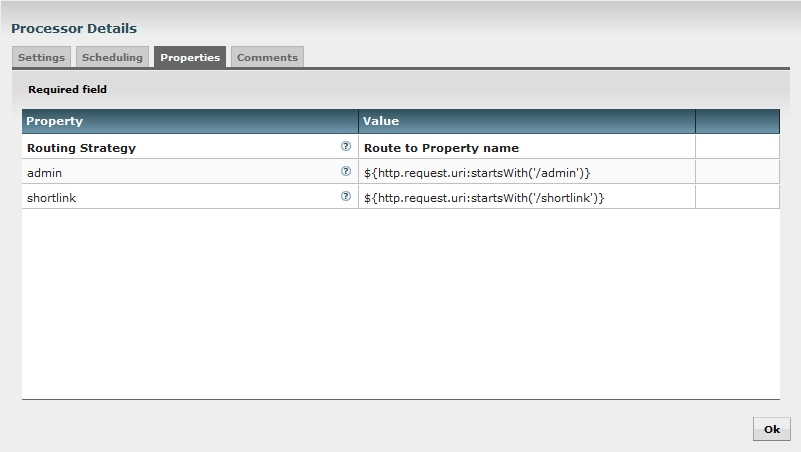 Processor Details
Settings Scheduling Properties Comments
Required field
Property Value
Routing Strategy ? Route to Property name
admin ? ${http.request.uri:startsWith('/admin')}
shortlink ? ${http.request.uri:startsWith('/shortlink')}
Ok